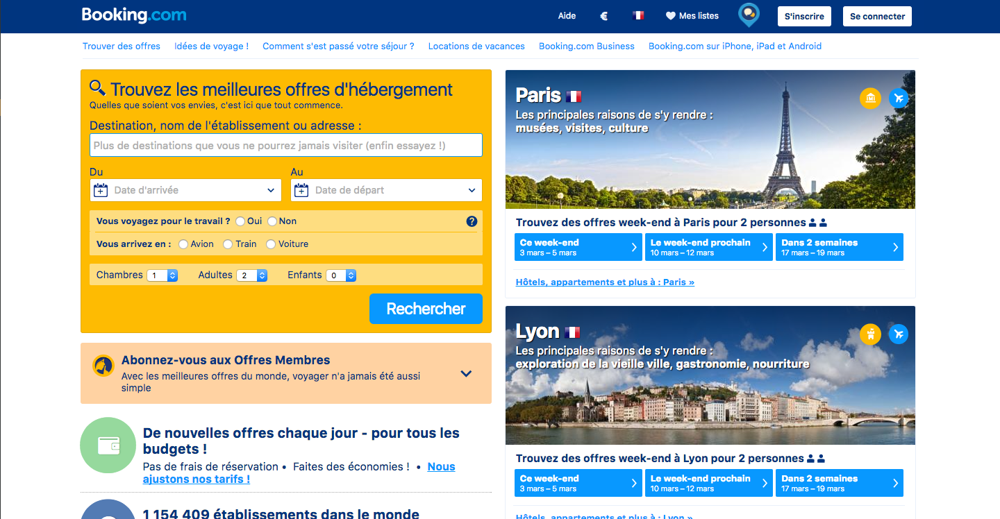 Booking.com
Aide
€
Mes listes
S'inscrire
Se connecter
Trouver des offres
Idées de voyage !
Comment s'est passé votre séjour ?
Locations de vacances
Booking.com Business
Booking.com sur iPhone, iPad et Android
Trouvez les meilleures offres d'hébergement
Quelles que soient vos envies, c'est ici que tout commence.
Destination, nom de l'établissement ou adresse :
Plus de destinations que vous ne pourrez jamais visiter (enfin essayez !)
Du
Au
Date d'arrivée
Date de départ
Vous voyagez pour le travail ? Oui Non
?
Vous arrivez en : Avion Train Voiture
Chambres 1 Adultes 2 Enfants 0
Rechercher
Abonnez-vous aux Offres Membres
Avec les meilleures offres du monde, voyager n'a jamais été aussi
simple
De nouvelles offres chaque jour - pour tous les
budgets !
Pas de frais de réservation • Faites des économies ! • Nous
ajustons nos tarifs !
1 154 409 établissements dans le monde
Paris
Les principales raisons de s'y rendre :
musées, visites, culture
Trouvez des offres week-end à Paris pour 2 personnes
Ce week-end
3 mars – 5 mars
Le week-end prochain
10 mars – 12 mars
Dans 2 semaines
17 mars – 19 mars
Hôtels, appartements et plus à : Paris »
Lyon
Les principales raisons de s'y rendre :
exploration de la vieille ville, gastronomie, nourriture
Trouvez des offres week-end à Lyon pour 2 personnes
Ce week-end
3 mars – 5 mars
Le week-end prochain
10 mars – 12 mars
Dans 2 semaines
17 mars – 19 mars
Hôtels, appartements et plus à : Lyon »